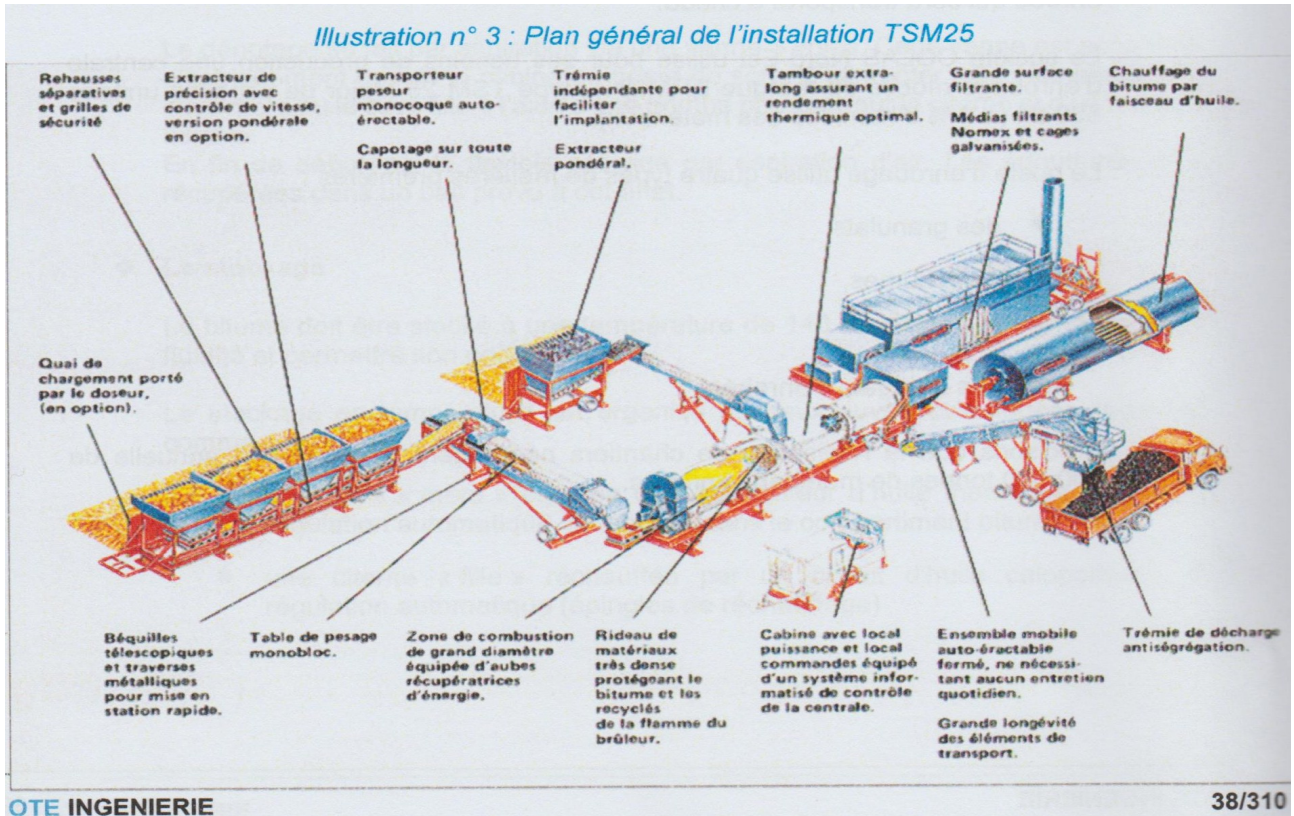 Illustration n° 3 : Plan général de l'installation TSM25
Rehausses
séparatives
et grilles de
sécurité
Extracteur de
précision avec
contrôle de vitesse,
version pondérale
en option.
Transporteur
peseur
monocoque auto-
érectable.
Capotage sur toute
la longueur.
Trémie
indépendante pour
faciliter
l'implantation.
Extracteur
pondéral.
Tambour extra-
long assurant un
rendement
thermique optimal.
Grande surface
filtrante.
Médias filtrants
Nomex et cages
galvanisées.
Chauffage du
bitume par
faisceau d'huile.
Quai de
chargement porté
par le doseur,
(en option).
Béquilles
télescopiques
et traverses
métalliques
pour mise en
station rapide.
Table de pesage
monobloc.
Zone de combustion
de grand diamètre
équipée d'aubes
récupératrices
d'énergie.
Rideau de
matériaux
très dense
protégeant le
bitume et les
recyclés
de la flamme du
brûleur.
Cabine avec local
puissance et local
commandes équipé
d'un système infor-
matisé de contrôle
de la centrale.
Ensemble mobile
auto-éractable
fermé, ne nécessi-
tant aucun entretien
quotidien.
Grande longévité
des éléments de
transport.
Trémie de décharge
antiségrégation.
OTE INGENIERIE
38/310